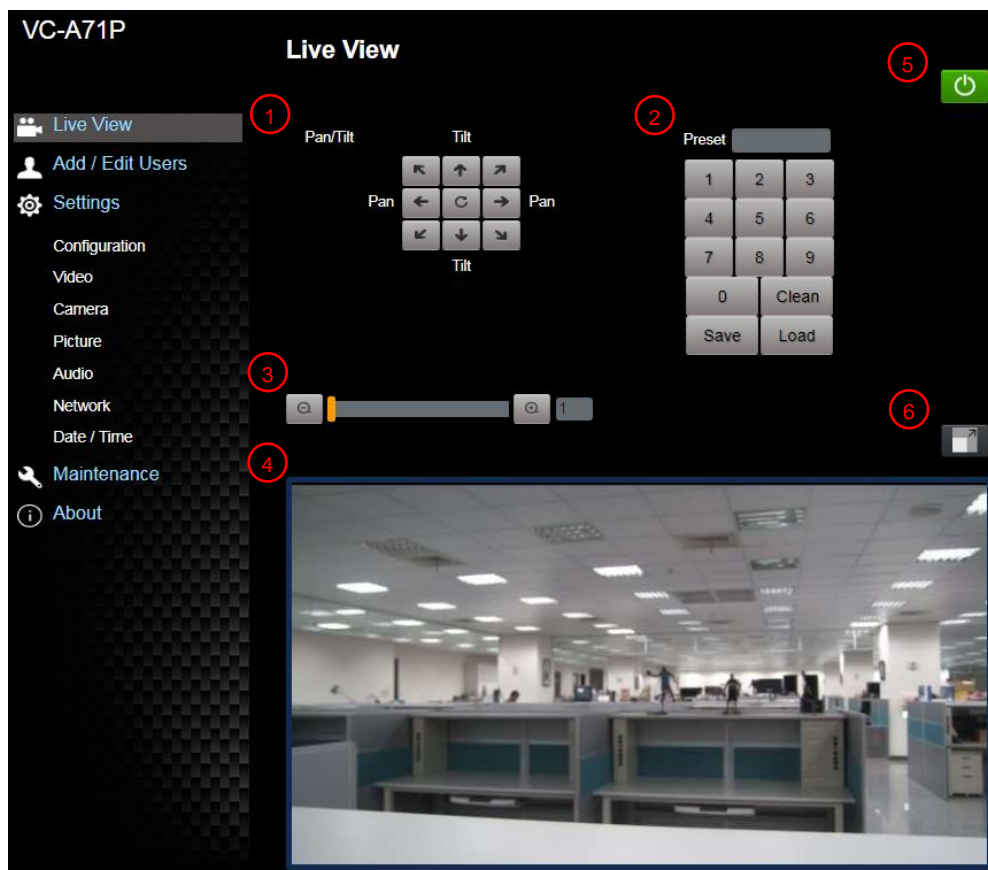 VC-A71P
Live View
Add / Edit Users
Settings
Configuration
Video
Camera
Picture
Audio
Network
Date / Time
Maintenance
About
Live View
5
1
Pan/Tilt
Tilt
Pan
Pan
Tilt
2
Preset
1 2 3
4 5 6
7 8 9
0 Clean
Save Load
3
1
6
4